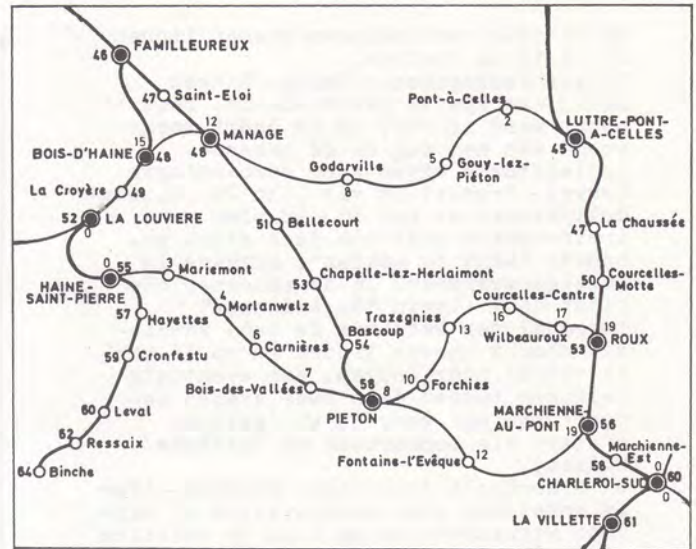 FAMILLEUREUX
46
47
Saint-Eloi
12
MANAGE
48
15
BOIS-D'HAINE
48
La Croyère
49
52
LA LOUVIERE
0
0
55
HAINE-
SAINT-PIERRE
3
Mariemont
57
Hayettes
4
Morlanwelz
59
Cronfestu
6
Carnières
60
Leval
7
Bois-des-Vallées
62
Ressaix
64
Binche
Pont-à-Celles
2
LUTTRE-PONT-
A-CELLES
45
0
5
Gouy-lez-
Piéton
Godarville
8
51
Bellecourt
47
La Chaussée
53
Chapelle-lez-Herlaimont
50
Courcelles-
Motte
Courcelles-Centre
16
Trazegnies
13
17
Wilbeauroux
19
ROUX
53
Bascoup
54
58
8
PIETON
10
Forchies
MARCHIENNE-
AU-PONT
56
19
Fontaine-l'Evêque
12
Marchienne-
Est
58
0
CHARLEROI-SUD
60
0
LA VILLETTE
61